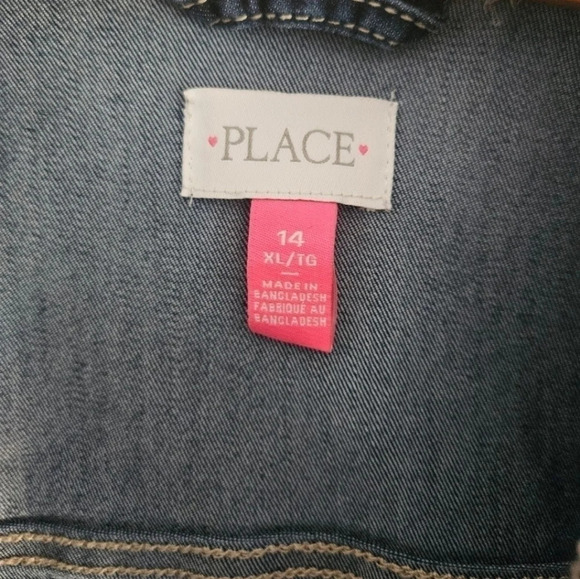 PLACE
14
XL/TG
MADE IN
BANGLADESH
FABRIQUÉ AU
BANGLADESH